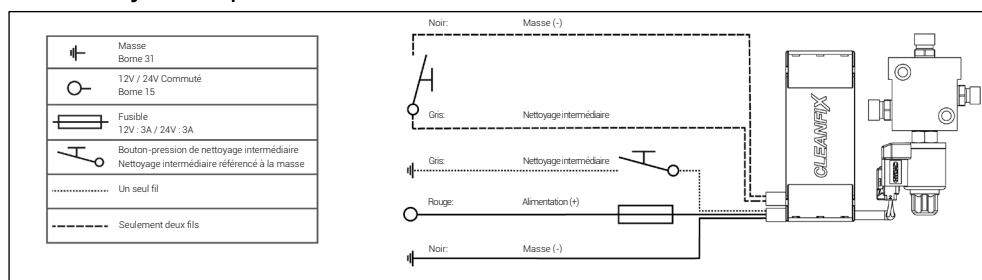 Masse
Borne 31
12V / 24V Commuté
Borne 15
Fusible
12V : 3A / 24V : 3A
Bouton-pression de nettoyage intermédiaire
Nettoyage intermédiaire référencé à la masse
Un seul fil
Seulement deux fils
Noir: Masse (-)
Gris: Nettoyage intermédiaire
Gris: Nettoyage intermédiaire
Rouge: Alimentation (+)
Noir: Masse (-)
CLEANFIX